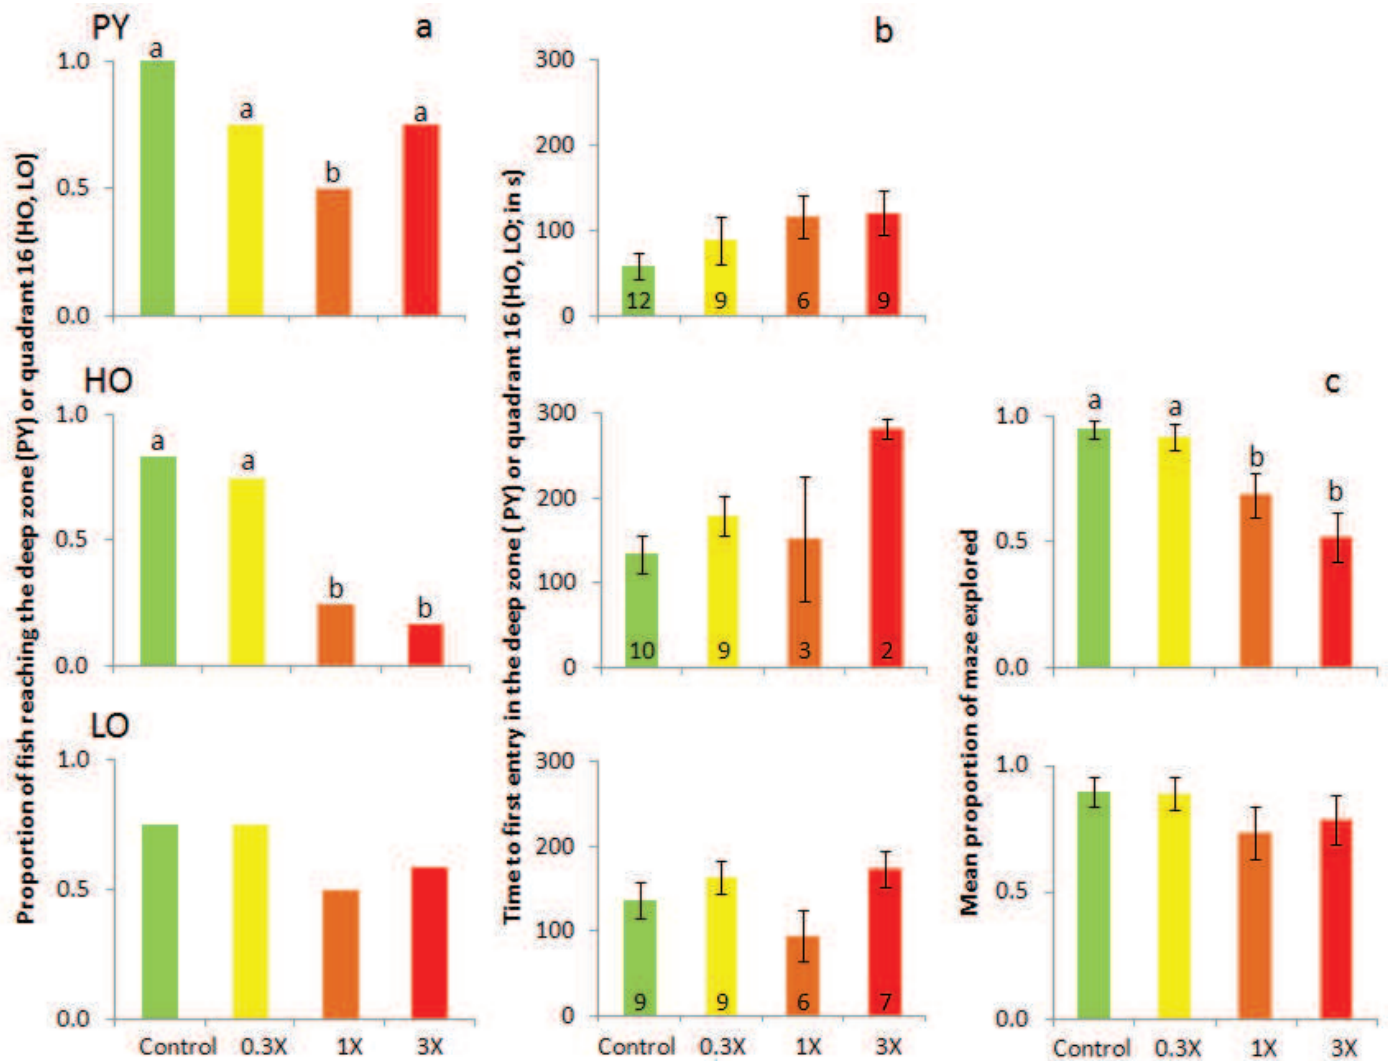 PY
a
b
1.0
a
a
b
a
0.5
0.0
300
200
100
0
12
9
6
9
HO
1.0
a
a
b
b
0.5
0.0
300
200
100
0
10
9
3
2
c
1.0
a
a
b
b
0.5
0.0
LO
1.0
0.5
0.0
Control 0.3X 1X 3X
300
200
100
0
9
9
6
7
Control 0.3X 1X 3X
1.0
0.5
0.0
Control 0.3X 1X 3X
Proportion of fish reaching the deep zone (PY) or quadrant 16 (HO, LO)
Time to first entry in the deep zone ( PY) or quadrant 16 (HO, LO; in s)
Mean proportion of maze explored